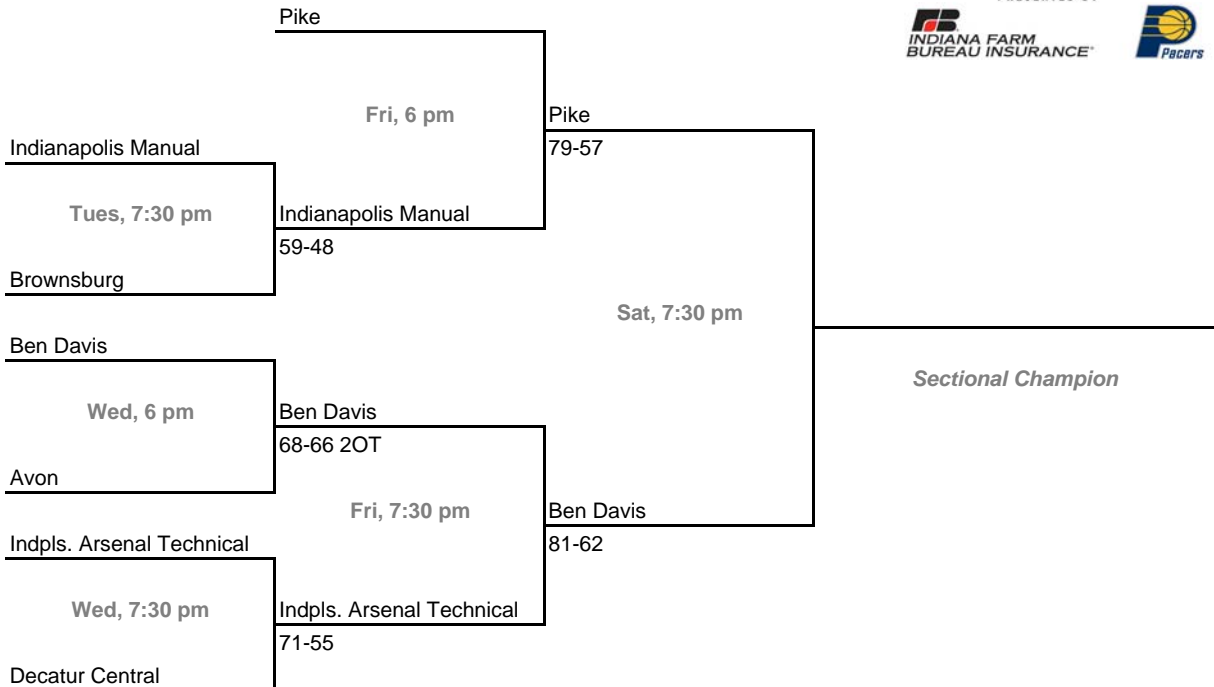 Pike
INDIANA FARM
BUREAU INSURANCE
Pacers
Fri, 6 pm
Pike
79-57
Indianapolis Manual
Tues, 7:30 pm
Indianapolis Manual
59-48
Brownsburg
Sat, 7:30 pm
Ben Davis
Sectional Champion
Wed, 6 pm
Ben Davis
68-66 2OT
Avon
Fri, 7:30 pm
Ben Davis
81-62
Indpls. Arsenal Technical
Wed, 7:30 pm
Indpls. Arsenal Technical
71-55
Decatur Central